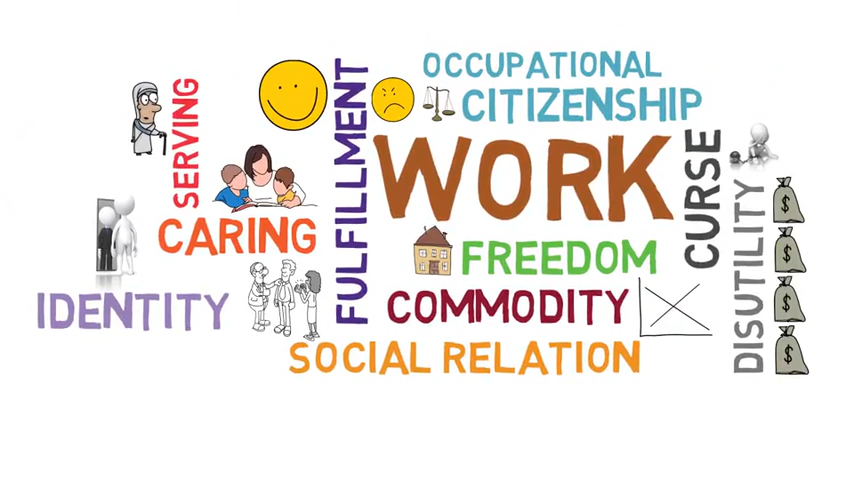 OCCUPATIONAL
CITIZENSHIP
SERVING
FULFILLMENT
WORK
CURSE
CARING
FREEDOM
DISUTILITY
$
$
$
$
IDENTITY
COMMODITY
SOCIAL RELATION